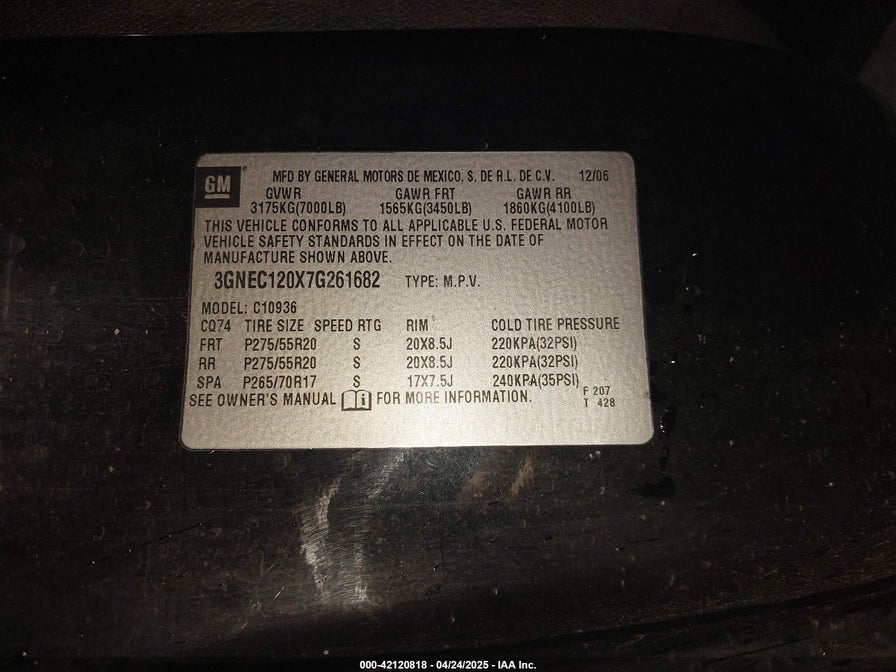 GM
MFD BY GENERAL MOTORS DE MEXICO, S. DE R.L. DE C.V. 12/06
GVWR GAWR FRT GAWR RR
3175KG(7000LB) 1565KG(3450LB) 1860KG(4100LB)
THIS VEHICLE CONFORMS TO ALL APPLICABLE U.S. FEDERAL MOTOR
VEHICLE SAFETY STANDARDS IN EFFECT ON THE DATE OF
MANUFACTURE SHOWN ABOVE.
3GNEC120X7G261682 TYPE: M.P.V.
MODEL: C10936
CQ74 TIRE SIZE SPEED RTG RIM COLD TIRE PRESSURE
FRT P275/55R20 S 20X8.5J 220KPA(32PSI)
RR P275/55R20 S 20X8.5J 220KPA(32PSI)
SPA P265/70R17 S 17X7.5J 240KPA(35PSI)
SEE OWNER'S MANUAL FOR MORE INFORMATION.
F 207
T 428
000-42120818 - 04/24/2025 - IAA Inc.